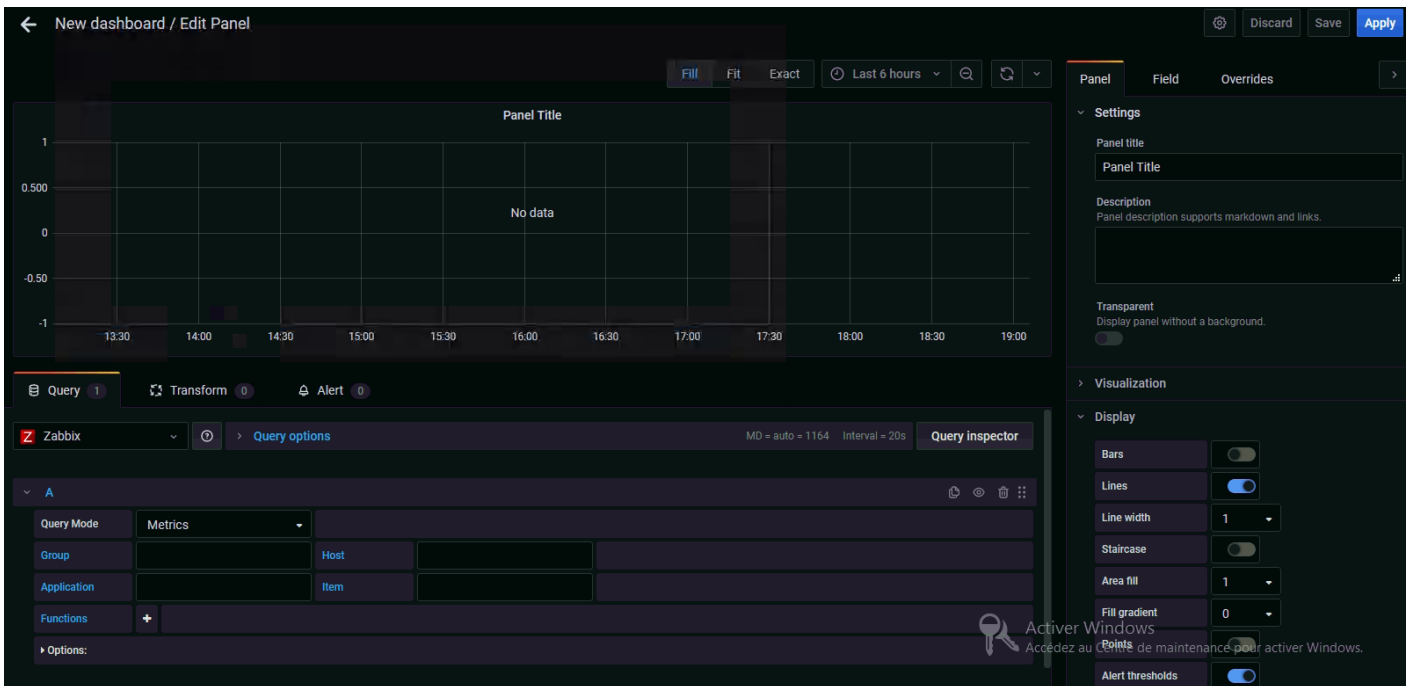 New dashboard / Edit Panel
Discard Save Apply
Fill Fit Exact Last 6 hours
Panel Field Overrides
Panel Title
1
0.500
0
-0.50
-1
No data
13:30 14:00 14:30 15:00 15:30 16:00 16:30 17:00 17:30 18:00 18:30 19:00
Settings
Panel title
Panel Title
Description
Panel description supports markdown and links.
Transparent
Display panel without a background.
Query 1 Transform 0 Alert 0
Z Zabbix Query options MD = auto = 1164 Interval = 20s Query inspector
A
Query Mode Metrics
Group Host
Application Item
Functions
Options:
Visualization
Display
Bars
Lines
Line width 1
Staircase
Area fill 1
Fill gradient 0
Points
Alert thresholds
Activer Windows
Accédez au Centre de maintenance pour activer Windows.